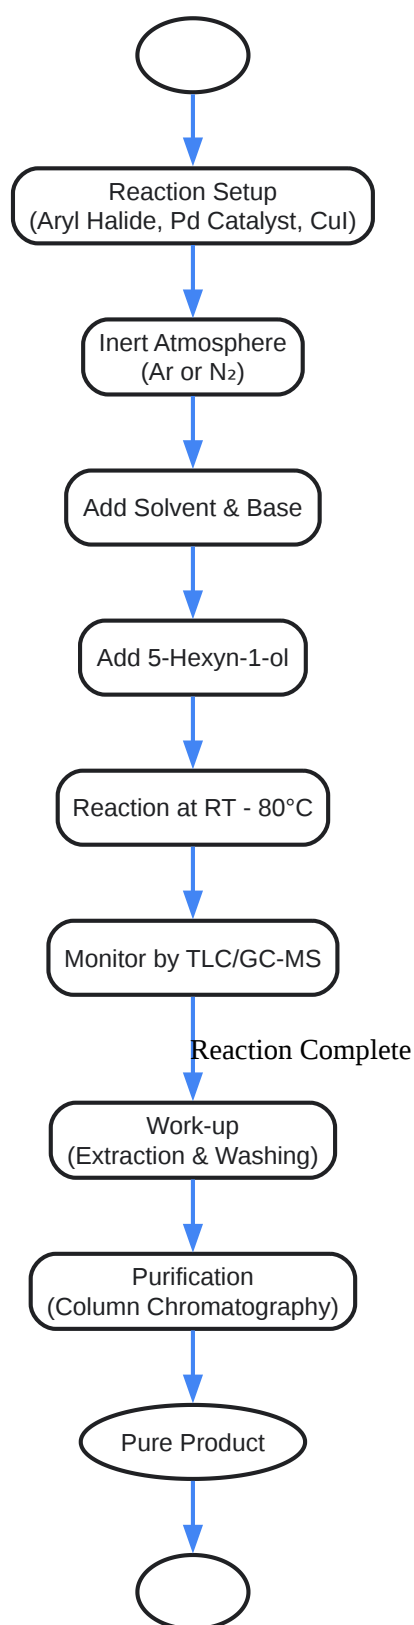 Reaction Setup
(Aryl Halide, Pd Catalyst, CuI)
Inert Atmosphere
(Ar or N₂)
Add Solvent & Base
Add 5-Hexyn-1-ol
Reaction at RT - 80°C
Monitor by TLC/GC-MS
Reaction Complete
Work-up
(Extraction & Washing)
Purification
(Column Chromatography)
Pure Product